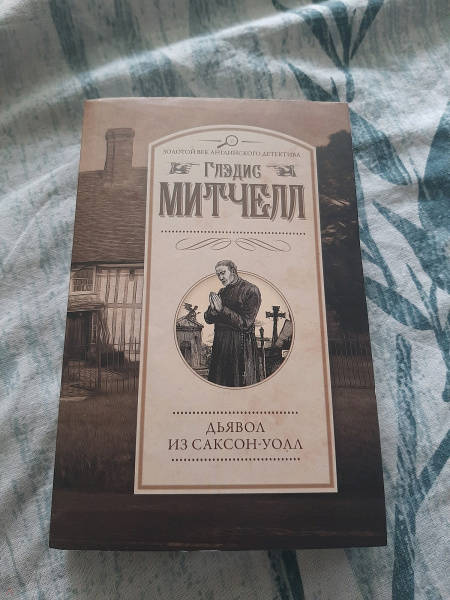 ЗОЛОТОЙ ВЕК АНГЛИЙСКОГО ДЕТЕКТИВА
ГЛЭДИС
МИТЧЕЛЛ
ДЬЯВОЛ
ИЗ САКСОН-УОЛЛ